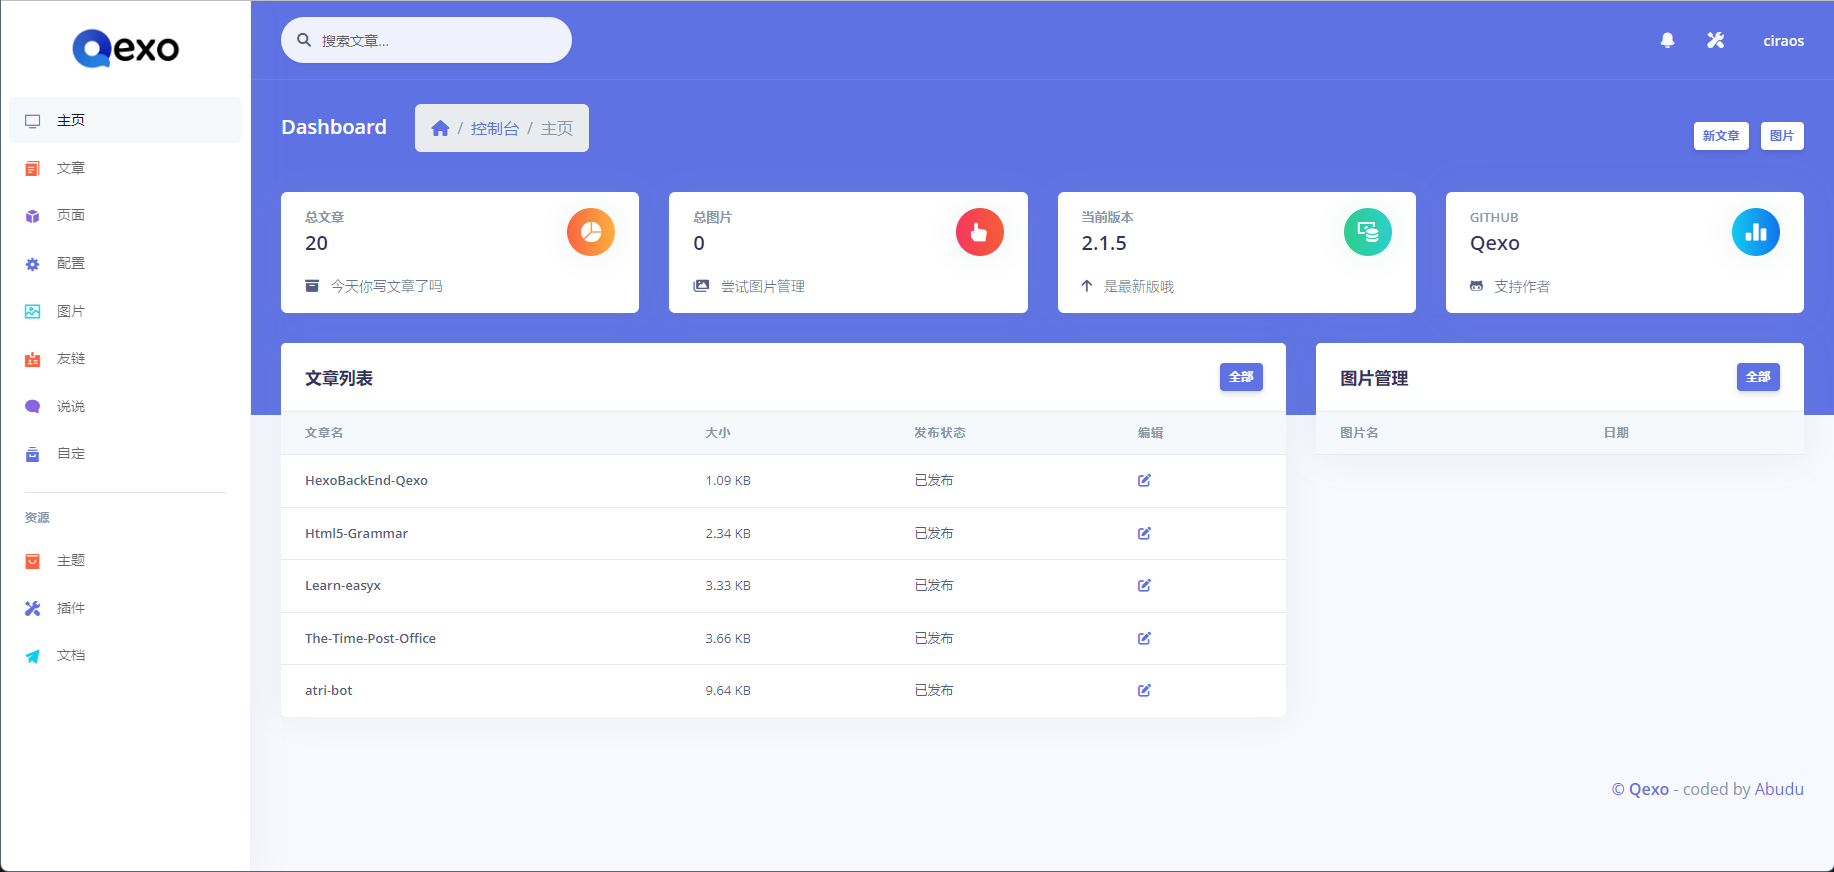 Qexo
搜索文章...
ciraos
主页
文章
页面
配置
图片
友链
说说
自定
资源
主题
插件
文档
Dashboard
/ 控制台 / 主页
新文章
图片
总文章
20
今天你写文章了吗
总图片
0
尝试图片管理
当前版本
2.1.5
是最新版哦
GITHUB
Qexo
支持作者
文章列表
全部
文章名 大小 发布状态 编辑
HexoBackEnd-Qexo 1.09 KB 已发布
Html5-Grammar 2.34 KB 已发布
Learn-easyx 3.33 KB 已发布
The-Time-Post-Office 3.66 KB 已发布
atri-bot 9.64 KB 已发布
图片管理
全部
图片名 日期
© Qexo - coded by Abudu